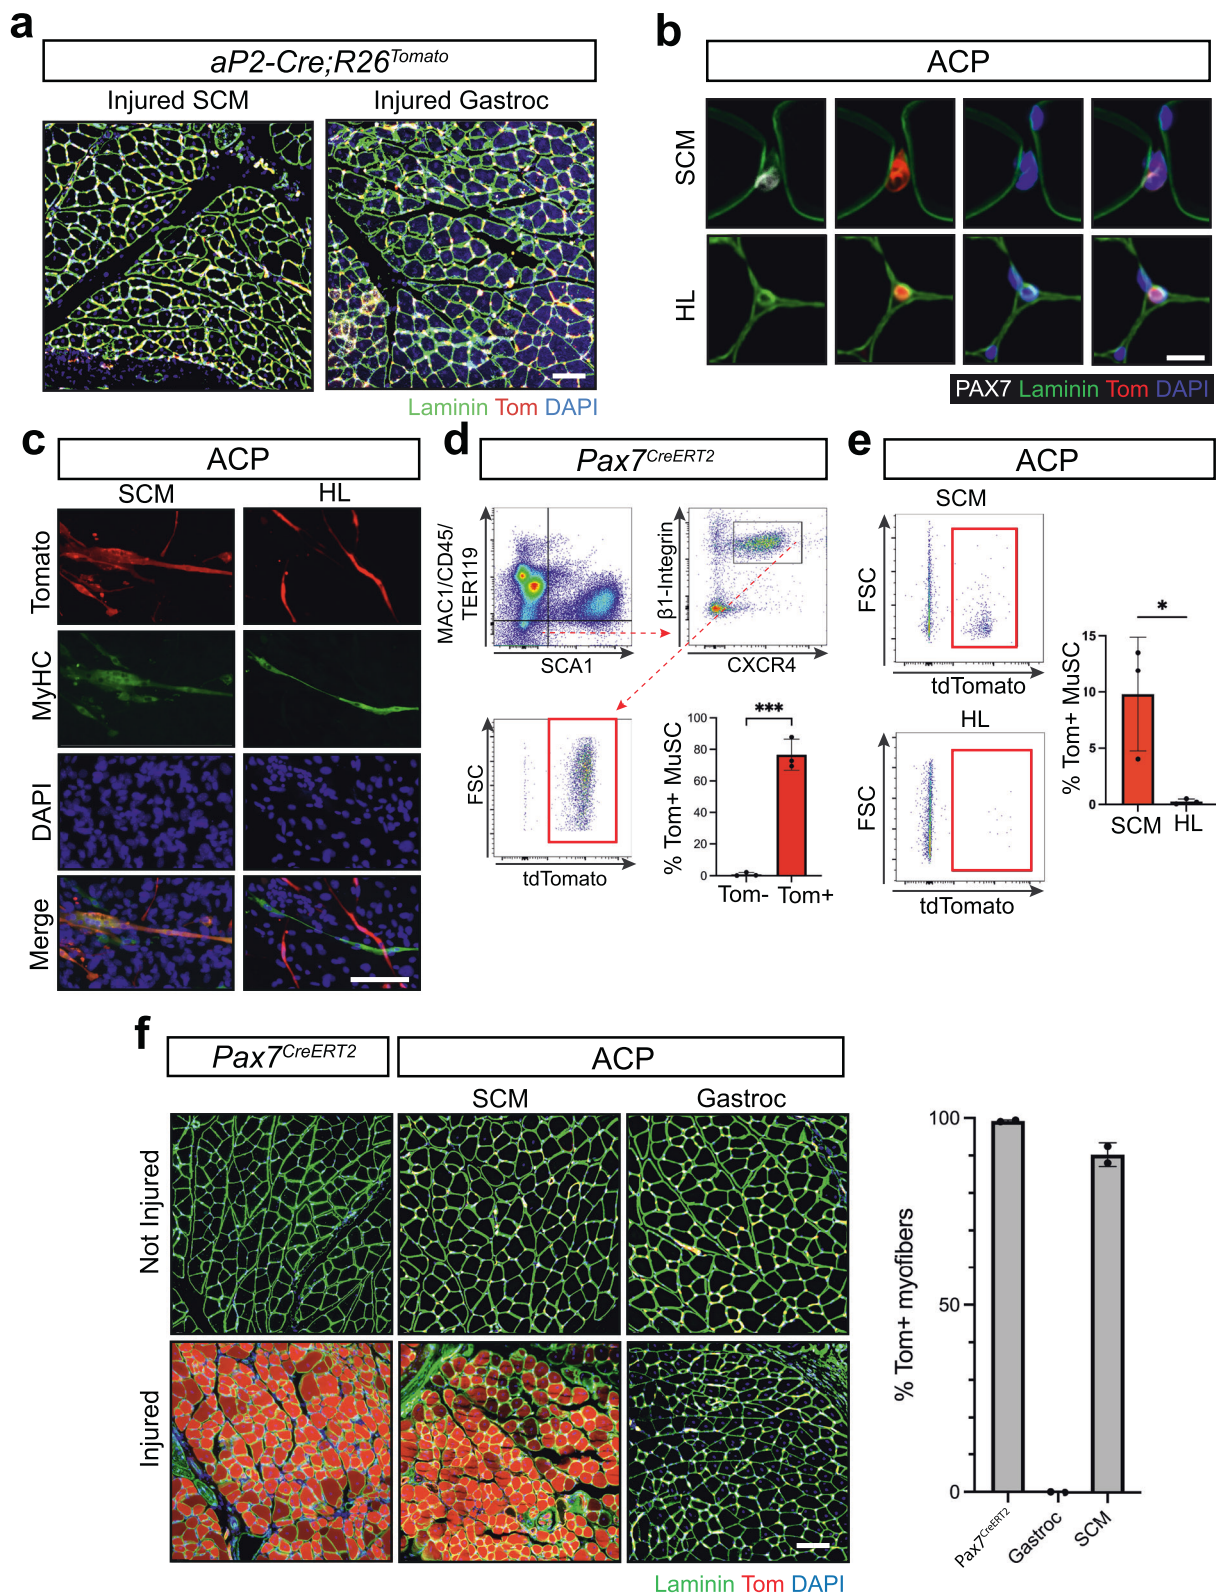 a
aP2-Cre;R26Tomato
Injured SCM
Injured Gastroc
Laminin Tom DAPI
b
ACP
SCM
HL
PAX7 Laminin Tom DAPI
c
ACP
SCM
HL
Tomato
MyHC
DAPI
Merge
d
Pax7CreERT2
MAC1/CD45/
TER119
SCA1
β1-Integrin
CXCR4
FSC
tdTomato
% Tom+ MuSC
100
80
60
40
20
0
***
Tom-
Tom+
e
ACP
SCM
FSC
tdTomato
HL
FSC
tdTomato
% Tom+ MuSC
15
10
5
0
*
SCM
HL
f
Pax7CreERT2
ACP
SCM
Gastroc
Not Injured
Injured
Laminin Tom DAPI
% Tom+ myofibers
100
50
0
Pax7CreERT2
Gastroc
SCM